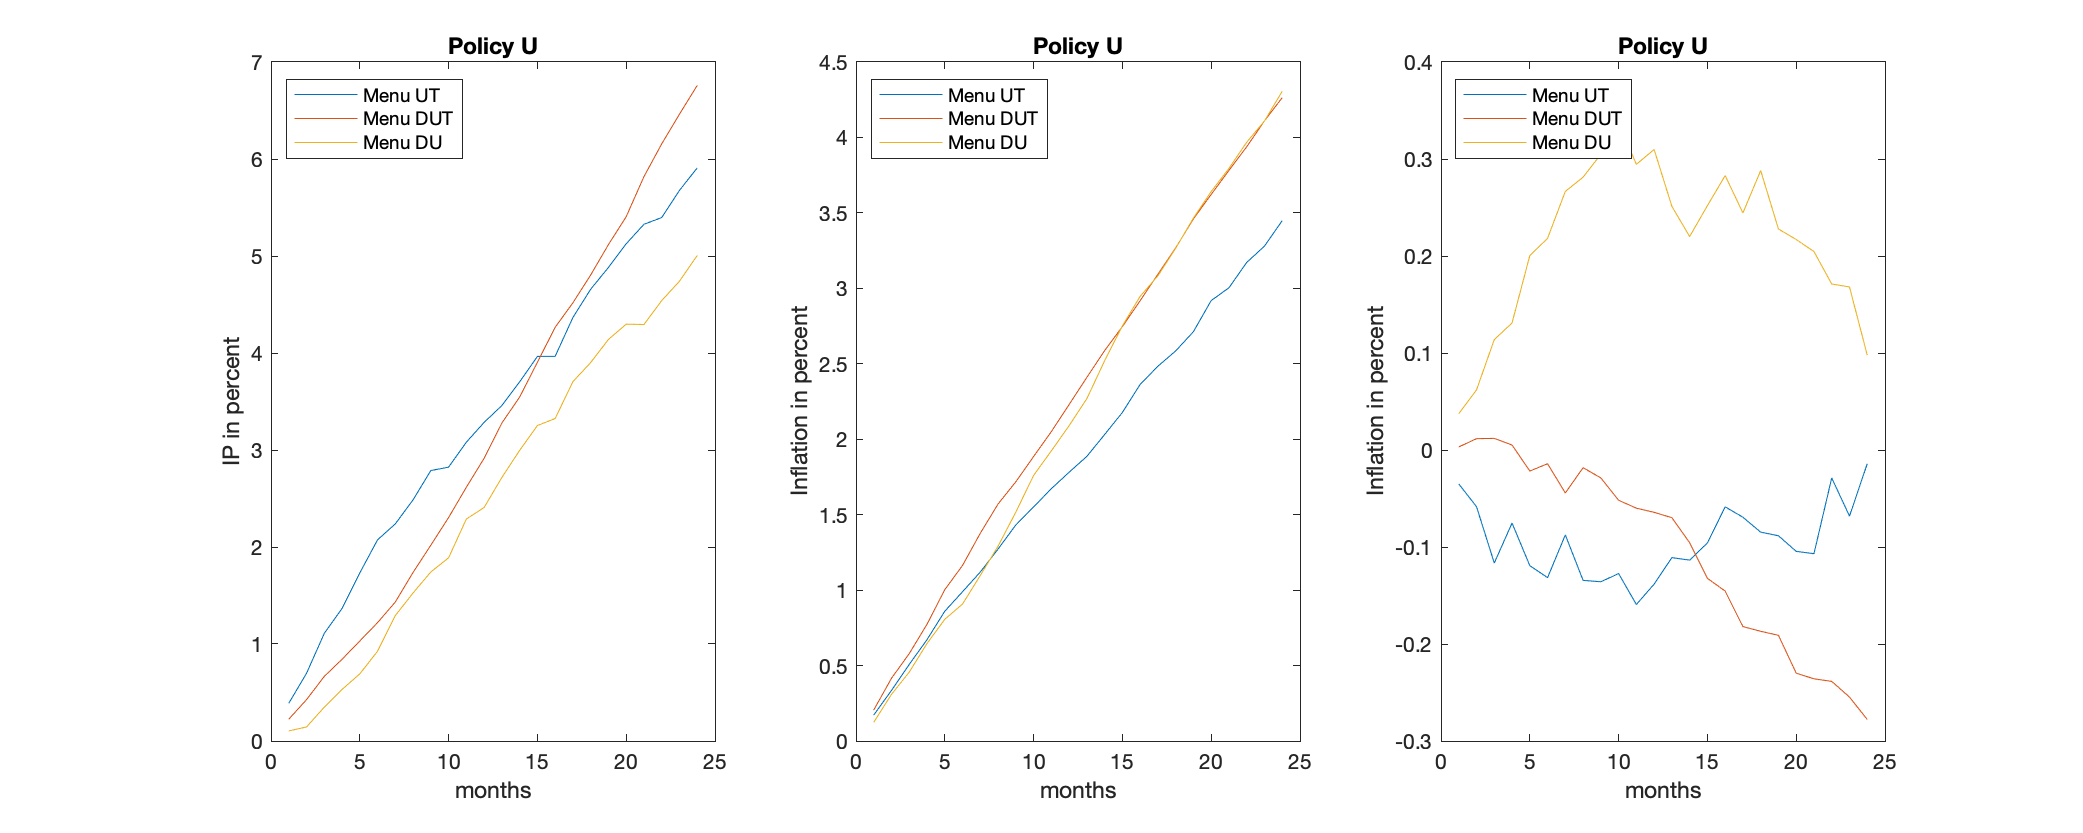 Policy U
Menu UT
Menu DUT
Menu DU
IP in percent
7
6
5
4
3
2
1
0
0 5 10 15 20 25
months
Policy U
Menu UT
Menu DUT
Menu DU
Inflation in percent
4.5
4
3.5
3
2.5
2
1.5
1
0.5
0
0 5 10 15 20 25
months
Policy U
Menu UT
Menu DUT
Menu DU
Inflation in percent
0.4
0.3
0.2
0.1
0
-0.1
-0.2
-0.3
0 5 10 15 20 25
months